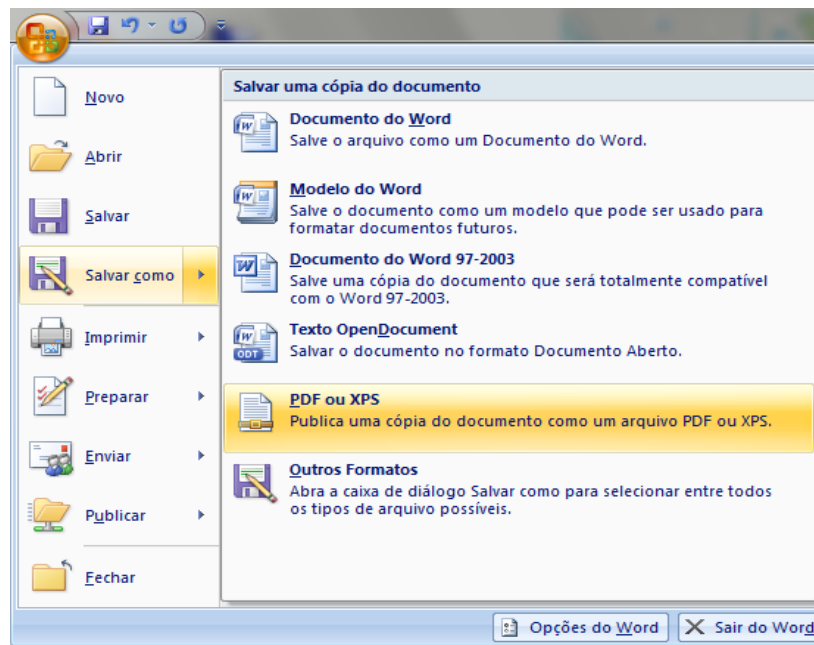 Novo
Abrir
Salvar
Salvar como
Imprimir
Preparar
Enviar
Publicar
Fechar
Salvar uma cópia do documento
Documento do Word
Salve o arquivo como um Documento do Word.
Modelo do Word
Salve o documento como um modelo que pode ser usado para
formatar documentos futuros.
Documento do Word 97-2003
Salve uma cópia do documento que será totalmente compatível
com o Word 97-2003.
Texto OpenDocument
Salvar o documento no formato Documento Aberto.
ODT
PDF ou XPS
Publica uma cópia do documento como um arquivo PDF ou XPS.
Outros Formatos
Abra a caixa de diálogo Salvar como para selecionar entre todos
os tipos de arquivo possíveis.
Opções do Word
Sair do Word